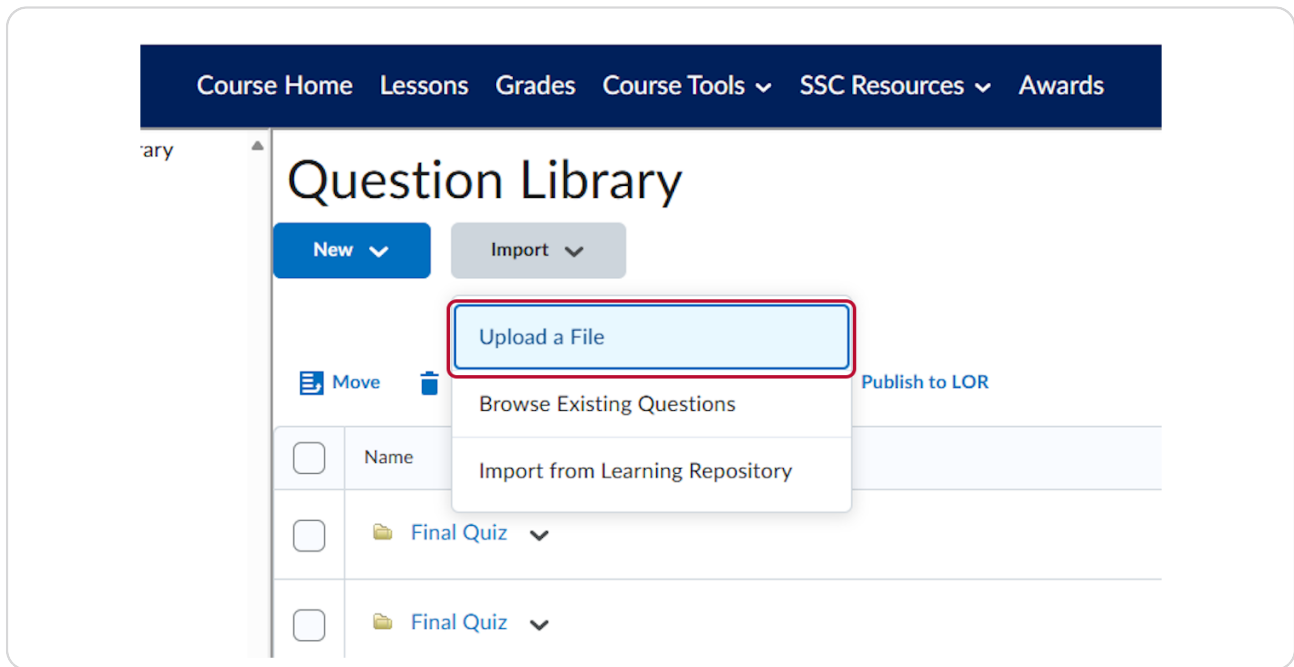 Course Home Lessons Grades Course Tools SSC Resources Awards
rary
Question Library
New Import
Upload a File
Move Publish to LOR
Browse Existing Questions
Name
Import from Learning Repository
Final Quiz
Final Quiz